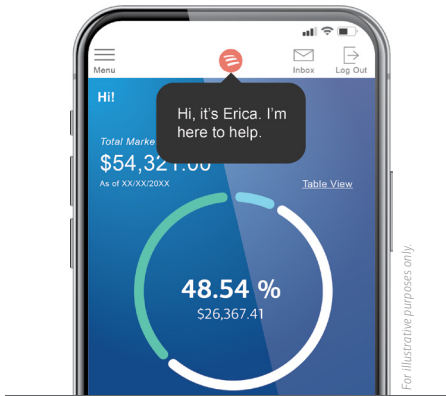 Menu
Inbox
Log Out
Hi!
Hi, it's Erica. I'm
here to help.
Total Marke
$54,321.00
As of XX/XX/20XX
Table View
48.54 %
$26,367.41
For illustrative purposes only.